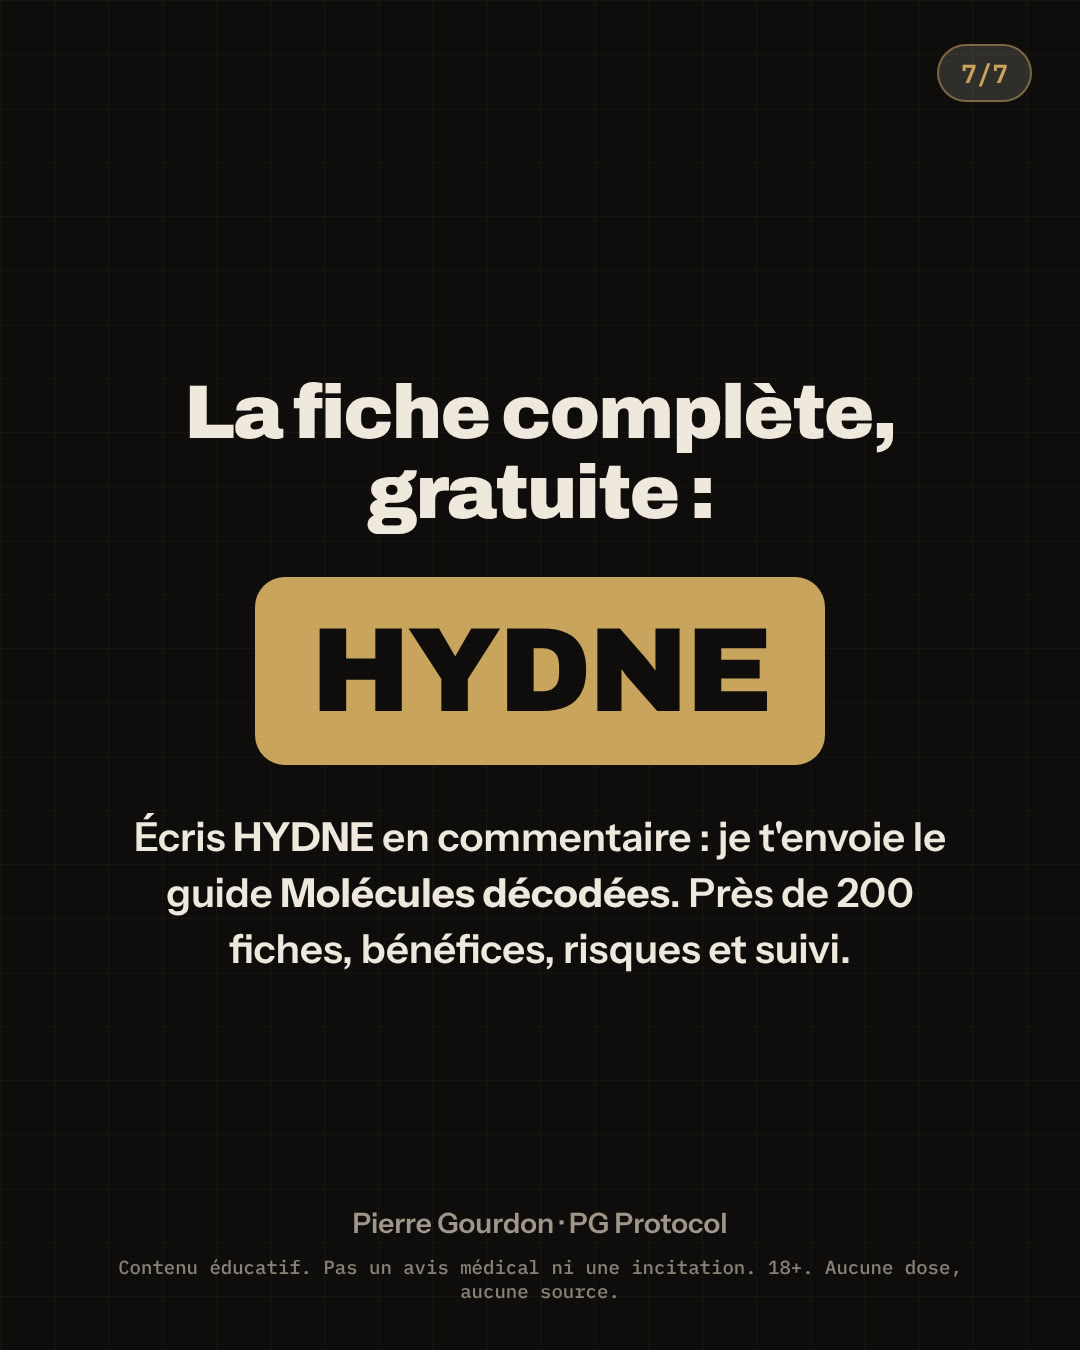 7/7
La fiche complète,
gratuite :
HYDNE
Écris HYDNE en commentaire : je t'envoie le
guide Molécules décodées. Près de 200
fiches, bénéfices, risques et suivi.
Pierre Gourdon · PG Protocol
Contenu éducatif. Pas un avis médical ni une incitation. 18+. Aucune dose,
aucune source.